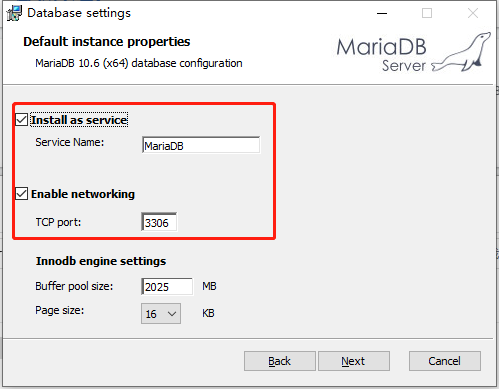 Database settings
Default instance properties
MariaDB 10.6 (x64) database configuration
MariaDB
Server
Install as service
Service Name: MariaDB
Enable networking
TCP port: 3306
Innodb engine settings
Buffer pool size: 2025 MB
Page size: 16 KB
Back Next Cancel